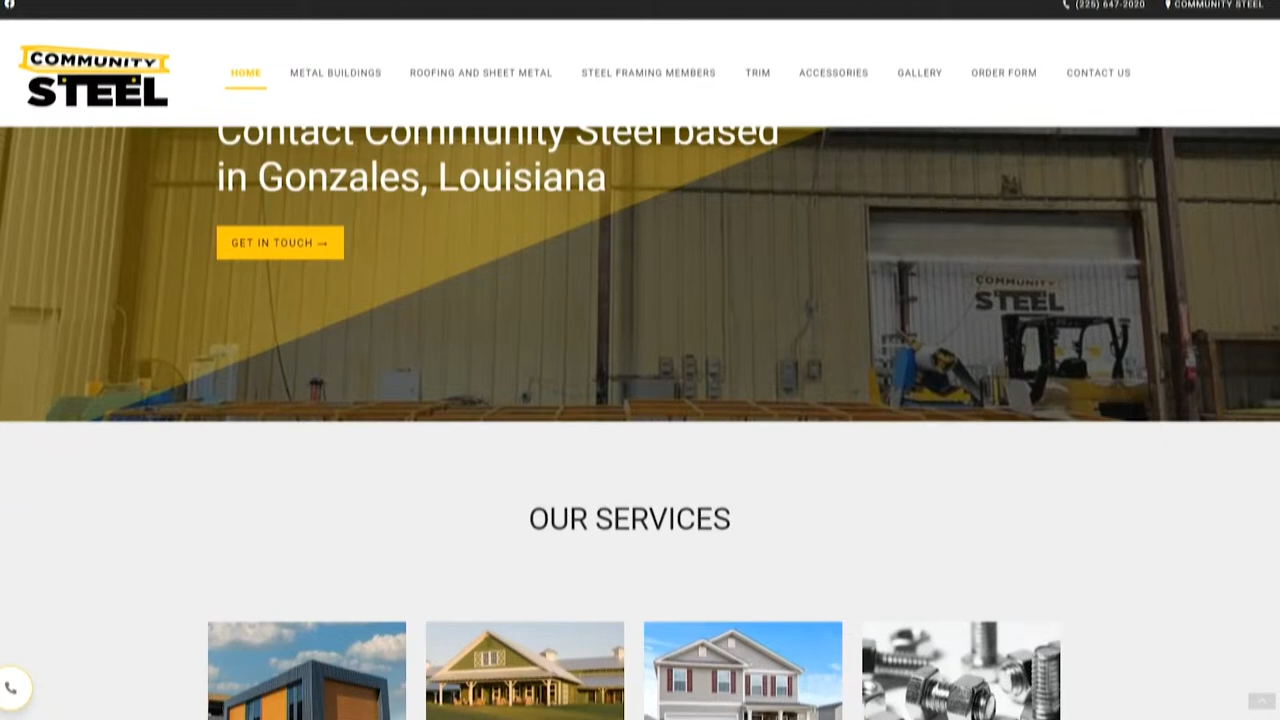 (225) 647-2020 COMMUNITY STEEL
COMMUNITY
STEEL
HOME METAL BUILDINGS ROOFING AND SHEET METAL STEEL FRAMING MEMBERS TRIM ACCESSORIES GALLERY ORDER FORM CONTACT US
Contact Community Steel based
in Gonzales, Louisiana
GET IN TOUCH →
COMMUNITY
STEEL
OUR SERVICES